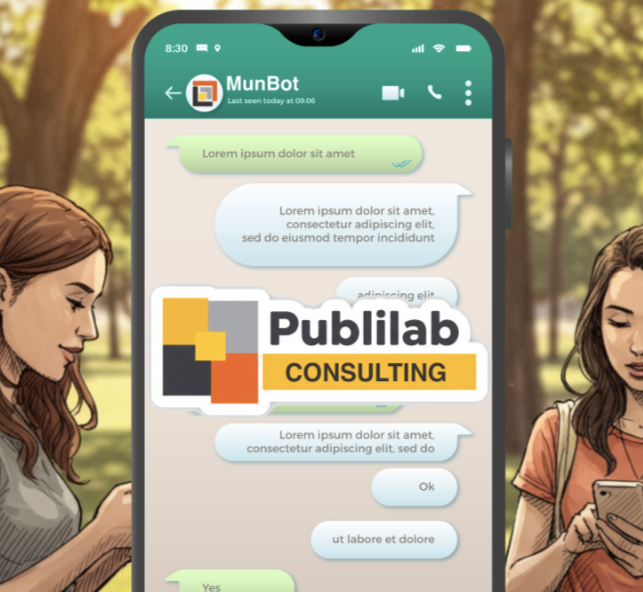 8:30
MunBot
Last seen today at 09:06
Lorem ipsum dolor sit amet
Lorem ipsum dolor sit amet,
consectetur adipiscing elit,
sed do eiusmod tempor incididunt
adipiscing elit
Publilab
CONSULTING
Lorem ipsum dolor sit amet,
consectetur adipiscing elit, sed do
Ok
ut labore et dolore
Yes